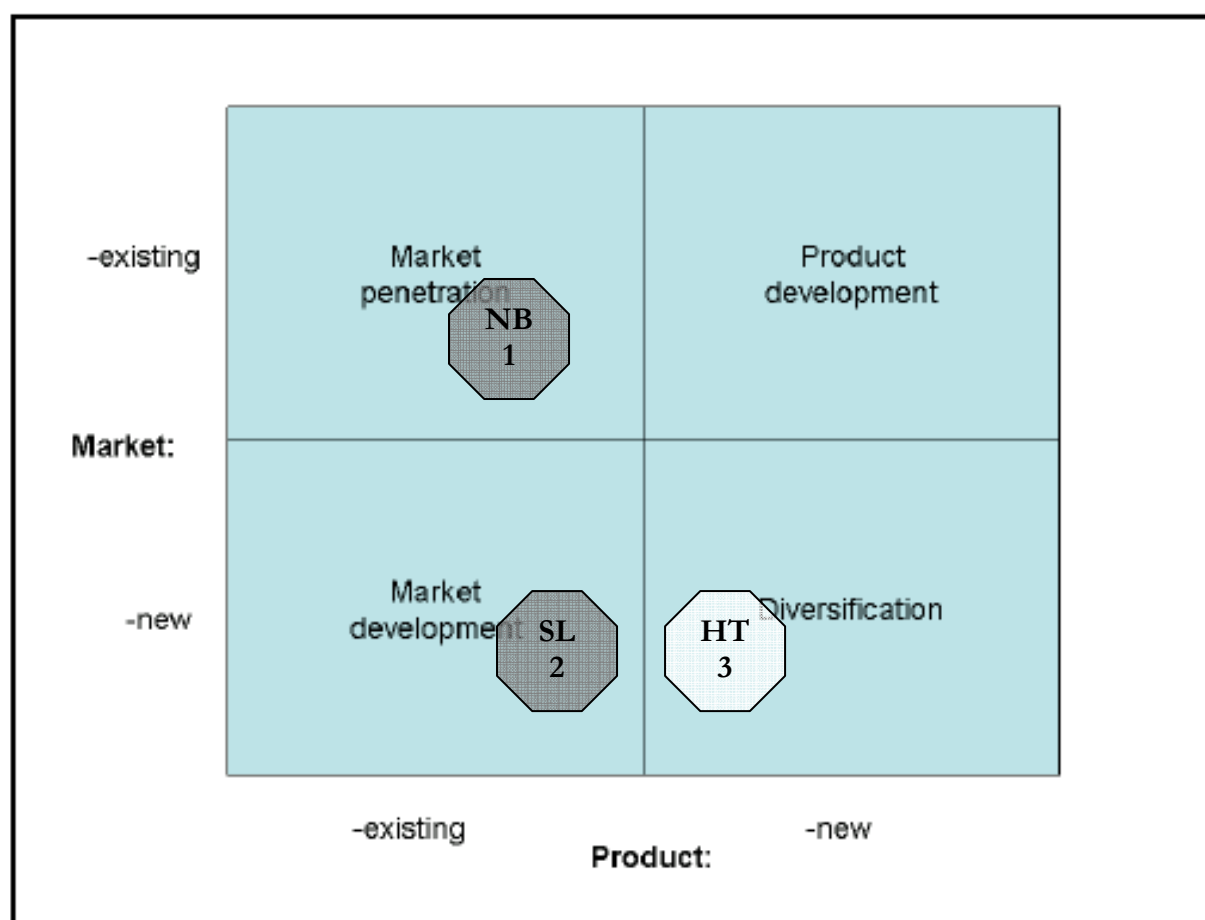 -existing
Market
penetration
NB
1
Product
development
Market:
-new
Market
development
SL
2
HT
3
Diversification
-existing
-new
Product: